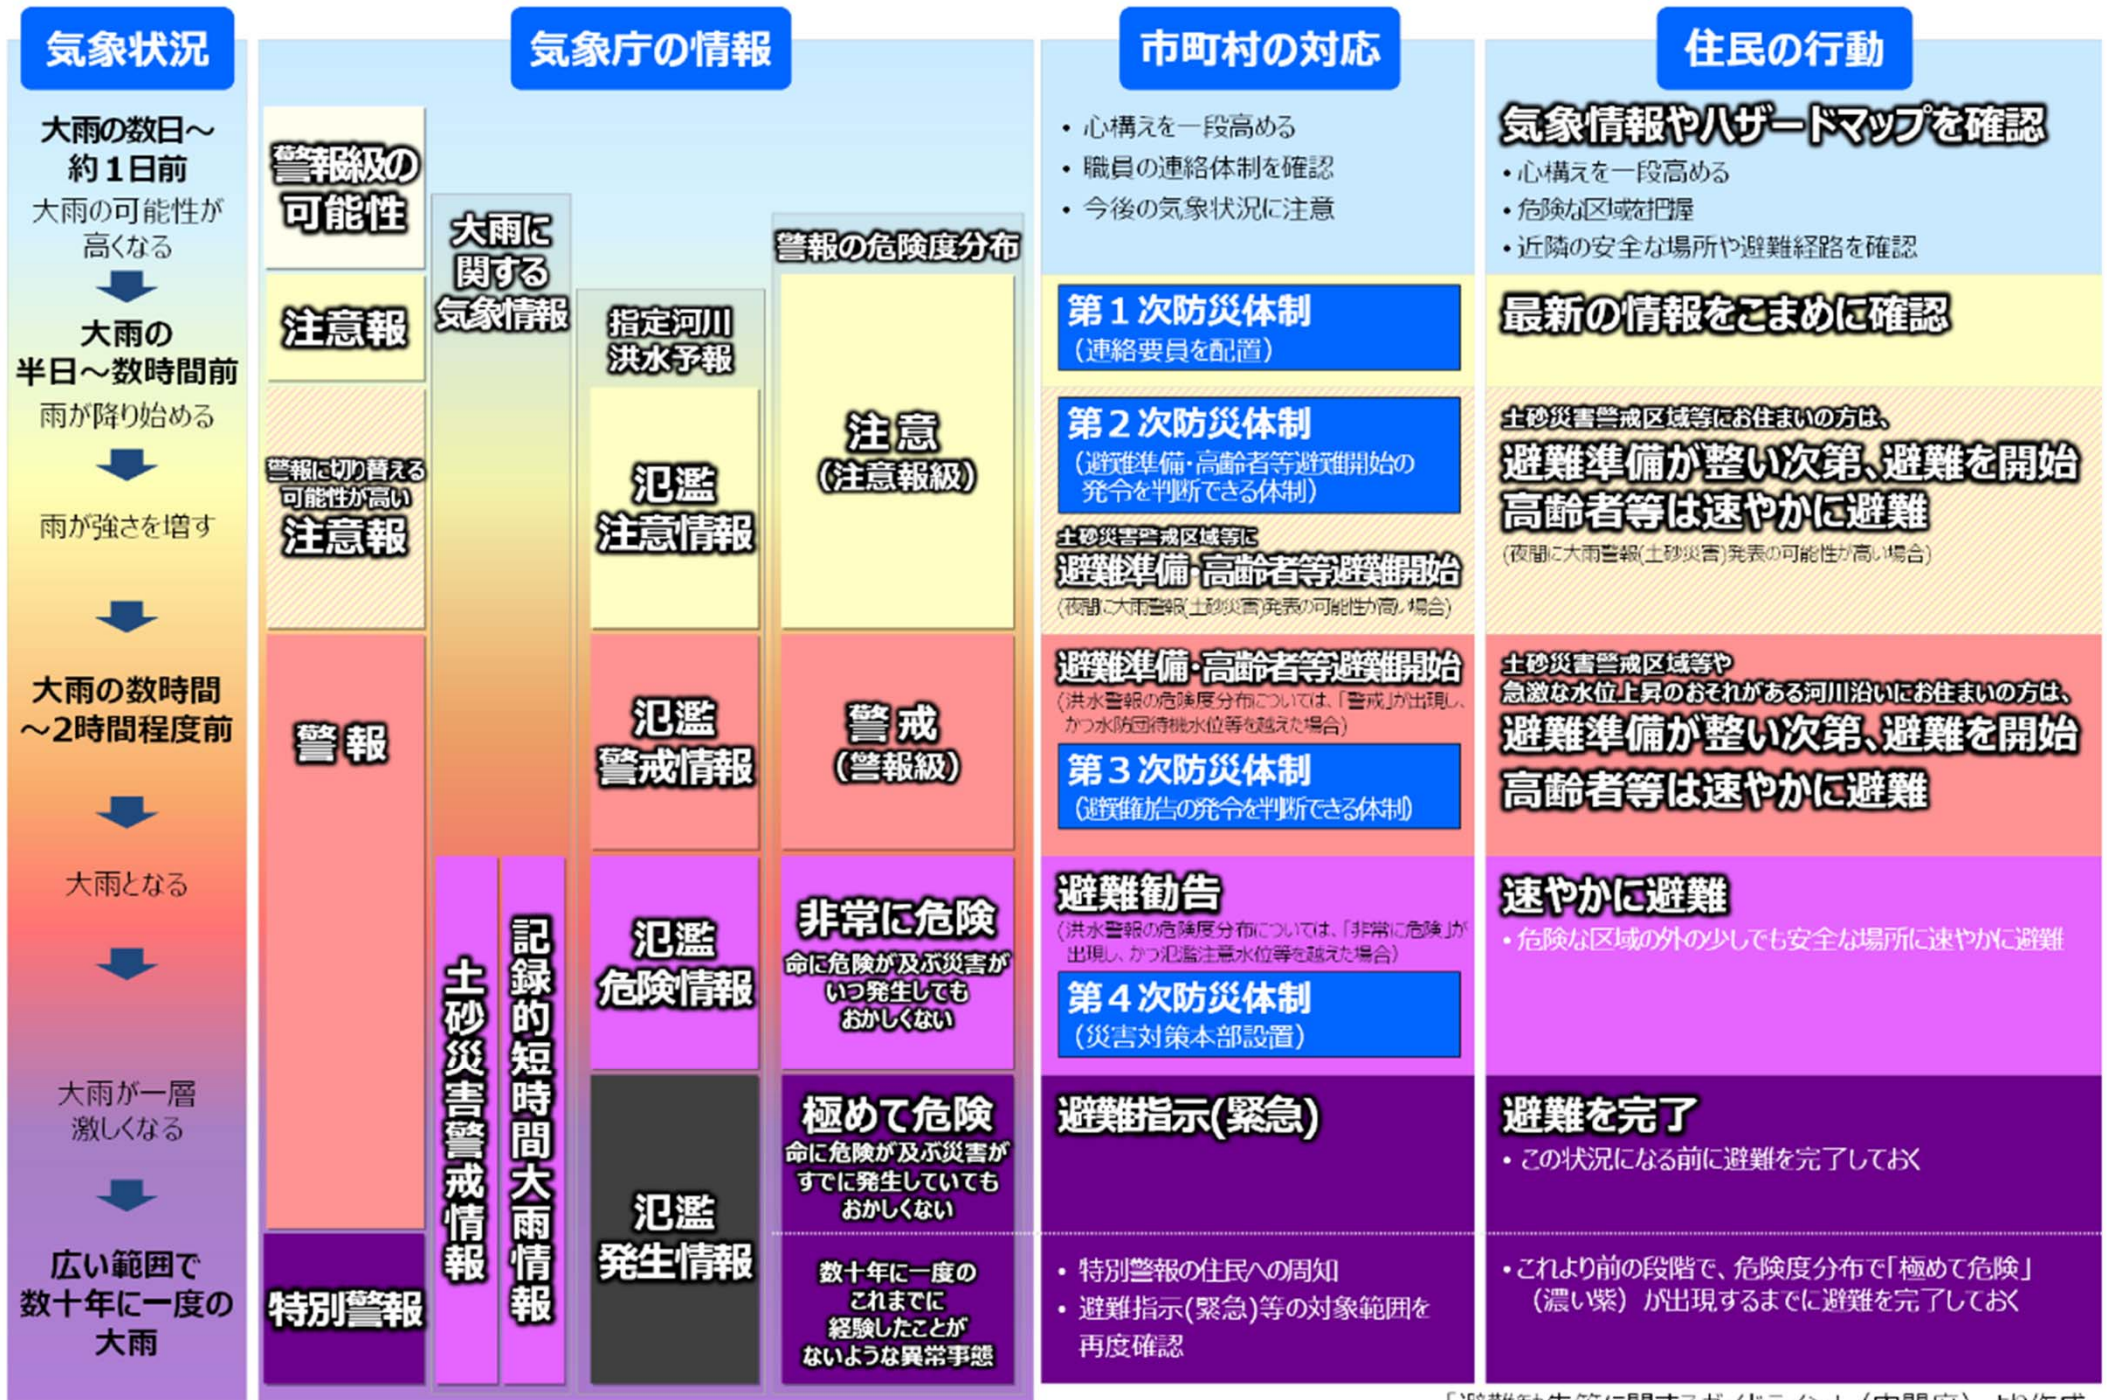 気象状況
大雨の数日～
約1日前
大雨の可能性が
高くなる
大雨の
半日～数時間前
雨が降り始める
雨が強さを増す
大雨の数時間
～2時間程度前
大雨となる
大雨が一層
激しくなる
広い範囲で
数十年に一度の
大雨
気象庁の情報
警報級の
可能性
注意報
警報に切り替える
可能性が高い
注意報
警報
特別警報
大雨に
関する
気象情報
土砂災害警戒情報
記録的短時間大雨情報
指定河川
洪水予報
氾濫
注意情報
氾濫
警戒情報
氾濫
危険情報
氾濫
発生情報
警報の危険度分布
注意
（注意報級）
警戒
（警報級）
非常に危険
命に危険が及ぶ災害が
いつ発生しても
おかしくない
極めて危険
命に危険が及ぶ災害が
すでに発生していても
おかしくない
数十年に一度の
これまでに
経験したことが
ないような異常事態
市町村の対応
・心構えを一段高める
・職員の連絡体制を確認
・今後の気象状況に注意
第1次防災体制
（連絡要員を配置）
第2次防災体制
（避難準備・高齢者等避難開始の
発令を判断できる体制）
土砂災害警戒区域等に
避難準備・高齢者等避難開始
(夜間に大雨警報(土砂災害)発表の可能性が高い場合)
避難準備・高齢者等避難開始
(洪水警報の危険度分布については、「警戒」が出現し、
かつ水防団待機水位等を越えた場合)
第3次防災体制
（避難勧告の発令を判断できる体制）
避難勧告
(洪水警報の危険度分布については、「非常に危険」が
出現し、かつ氾濫注意水位等を越えた場合)
第4次防災体制
（災害対策本部設置）
避難指示(緊急)
・特別警報の住民への周知
・避難指示(緊急)等の対象範囲を
再度確認
住民の行動
気象情報やハザードマップを確認
・心構えを一段高める
・危険な区域を把握
・近隣の安全な場所や避難経路を確認
最新の情報をこまめに確認
土砂災害警戒区域等にお住まいの方は、
避難準備が整い次第、避難を開始
高齢者等は速やかに避難
(夜間に大雨警報(土砂災害)発表の可能性が高い場合)
土砂災害警戒区域等や
急激な水位上昇のおそれがある河川沿いにお住まいの方は、
避難準備が整い次第、避難を開始
高齢者等は速やかに避難
速やかに避難
・危険な区域の外の少しでも安全な場所に速やかに避難
避難を完了
・この状況になる前に避難を完了しておく
・これより前の段階で、危険度分布で「極めて危険」
（濃い紫）が出現するまでに避難を完了しておく